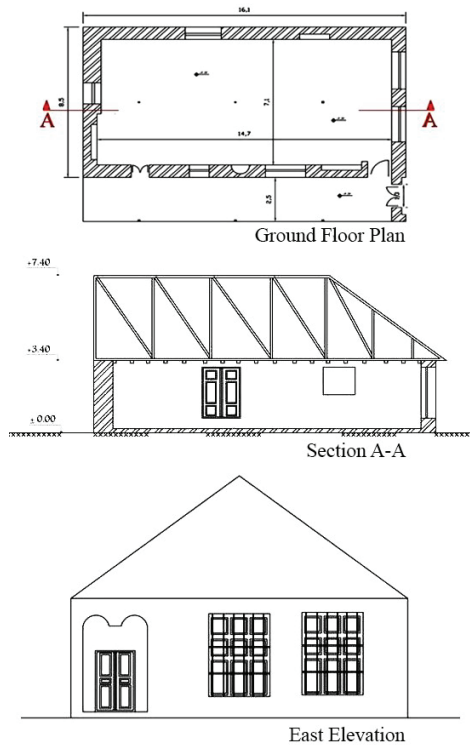 16,1
8,5
7,1
A
A
14,7
2,5
Ground Floor Plan
+7.40
+3.40
± 0.00
Section A-A
East Elevation